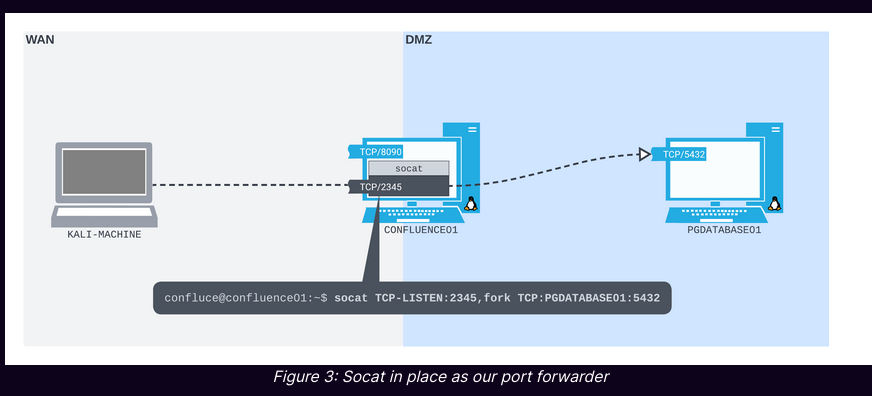 WAN
DMZ
TCP/8090
socat
TCP/5432
TCP/2345
KALI-MACHINE
CONFLUENCE01
PGDATABASE01
confluce@confluence01:~$ socat TCP-LISTEN:2345,fork TCP:PGDATABASE01:5432
Figure 3: Socat in place as our port forwarder